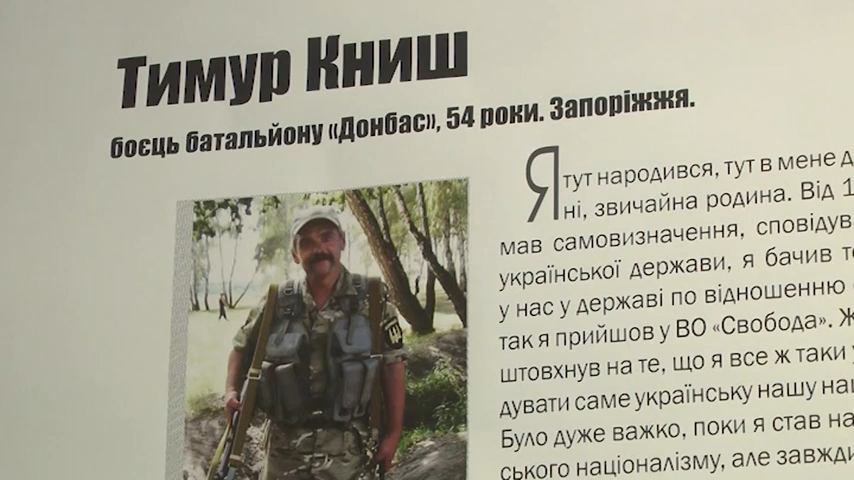 Тимур Книш
боєць батальйону «Донбас», 54 роки. Запоріжжя.
Я тут народився, тут в мене д
ні, звичайна родина. Від 1
мав самовизначення, сповідув
української держави, я бачив
у нас у державі по відношенню
так я прийшов у ВО «Свобода».
штовхнув на те, що я все ж таки
дувати саме українську нашу
Було дуже важко, поки я став на
ського націоналізму, але завжди